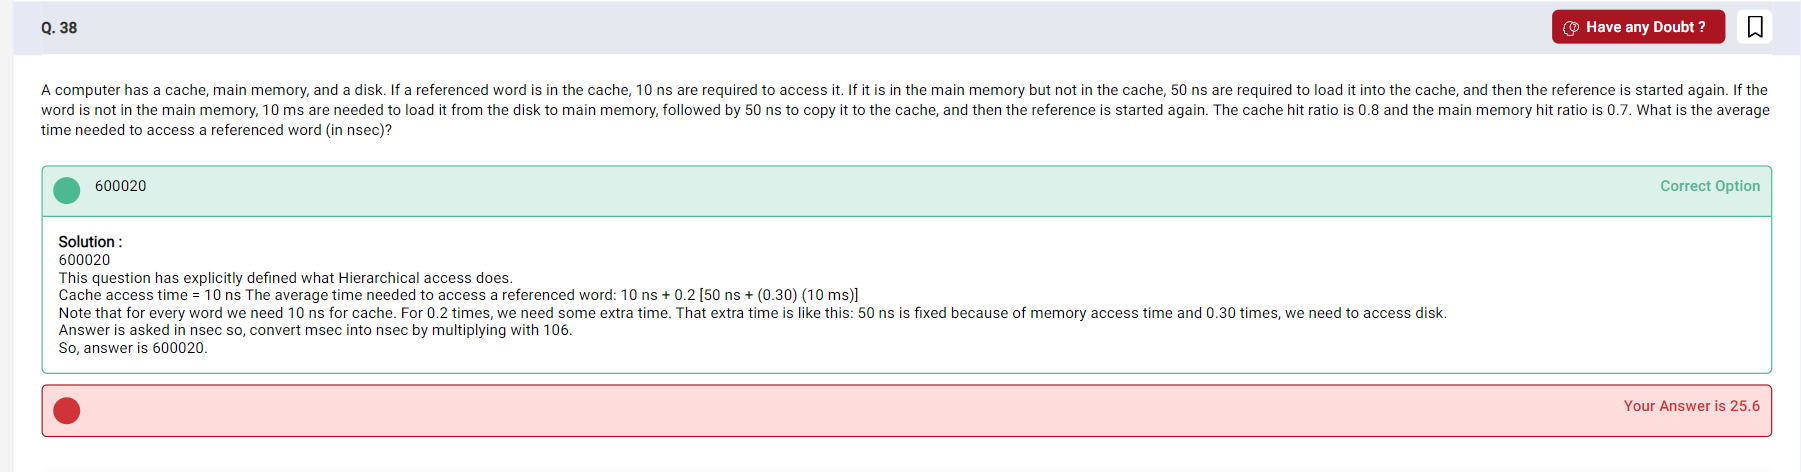 Q. 38
Have any Doubt ?
A computer has a cache, main memory, and a disk. If a referenced word is in the cache, 10 ns are required to access it. If it is in the main memory but not in the cache, 50 ns are required to load it into the cache, and then the reference is started again. If the
word is not in the main memory, 10 ms are needed to load it from the disk to main memory, followed by 50 ns to copy it to the cache, and then the reference is started again. The cache hit ratio is 0.8 and the main memory hit ratio is 0.7. What is the average
time needed to access a referenced word (in nsec)?
600020
Correct Option
Solution :
600020
This question has explicitly defined what Hierarchical access does.
Cache access time = 10 ns The average time needed to access a referenced word: 10 ns + 0.2 [50 ns + (0.30) (10 ms)]
Note that for every word we need 10 ns for cache. For 0.2 times, we need some extra time. That extra time is like this: 50 ns is fixed because of memory access time and 0.30 times, we need to access disk.
Answer is asked in nsec so, convert msec into nsec by multiplying with 106.
So, answer is 600020.
Your Answer is 25.6